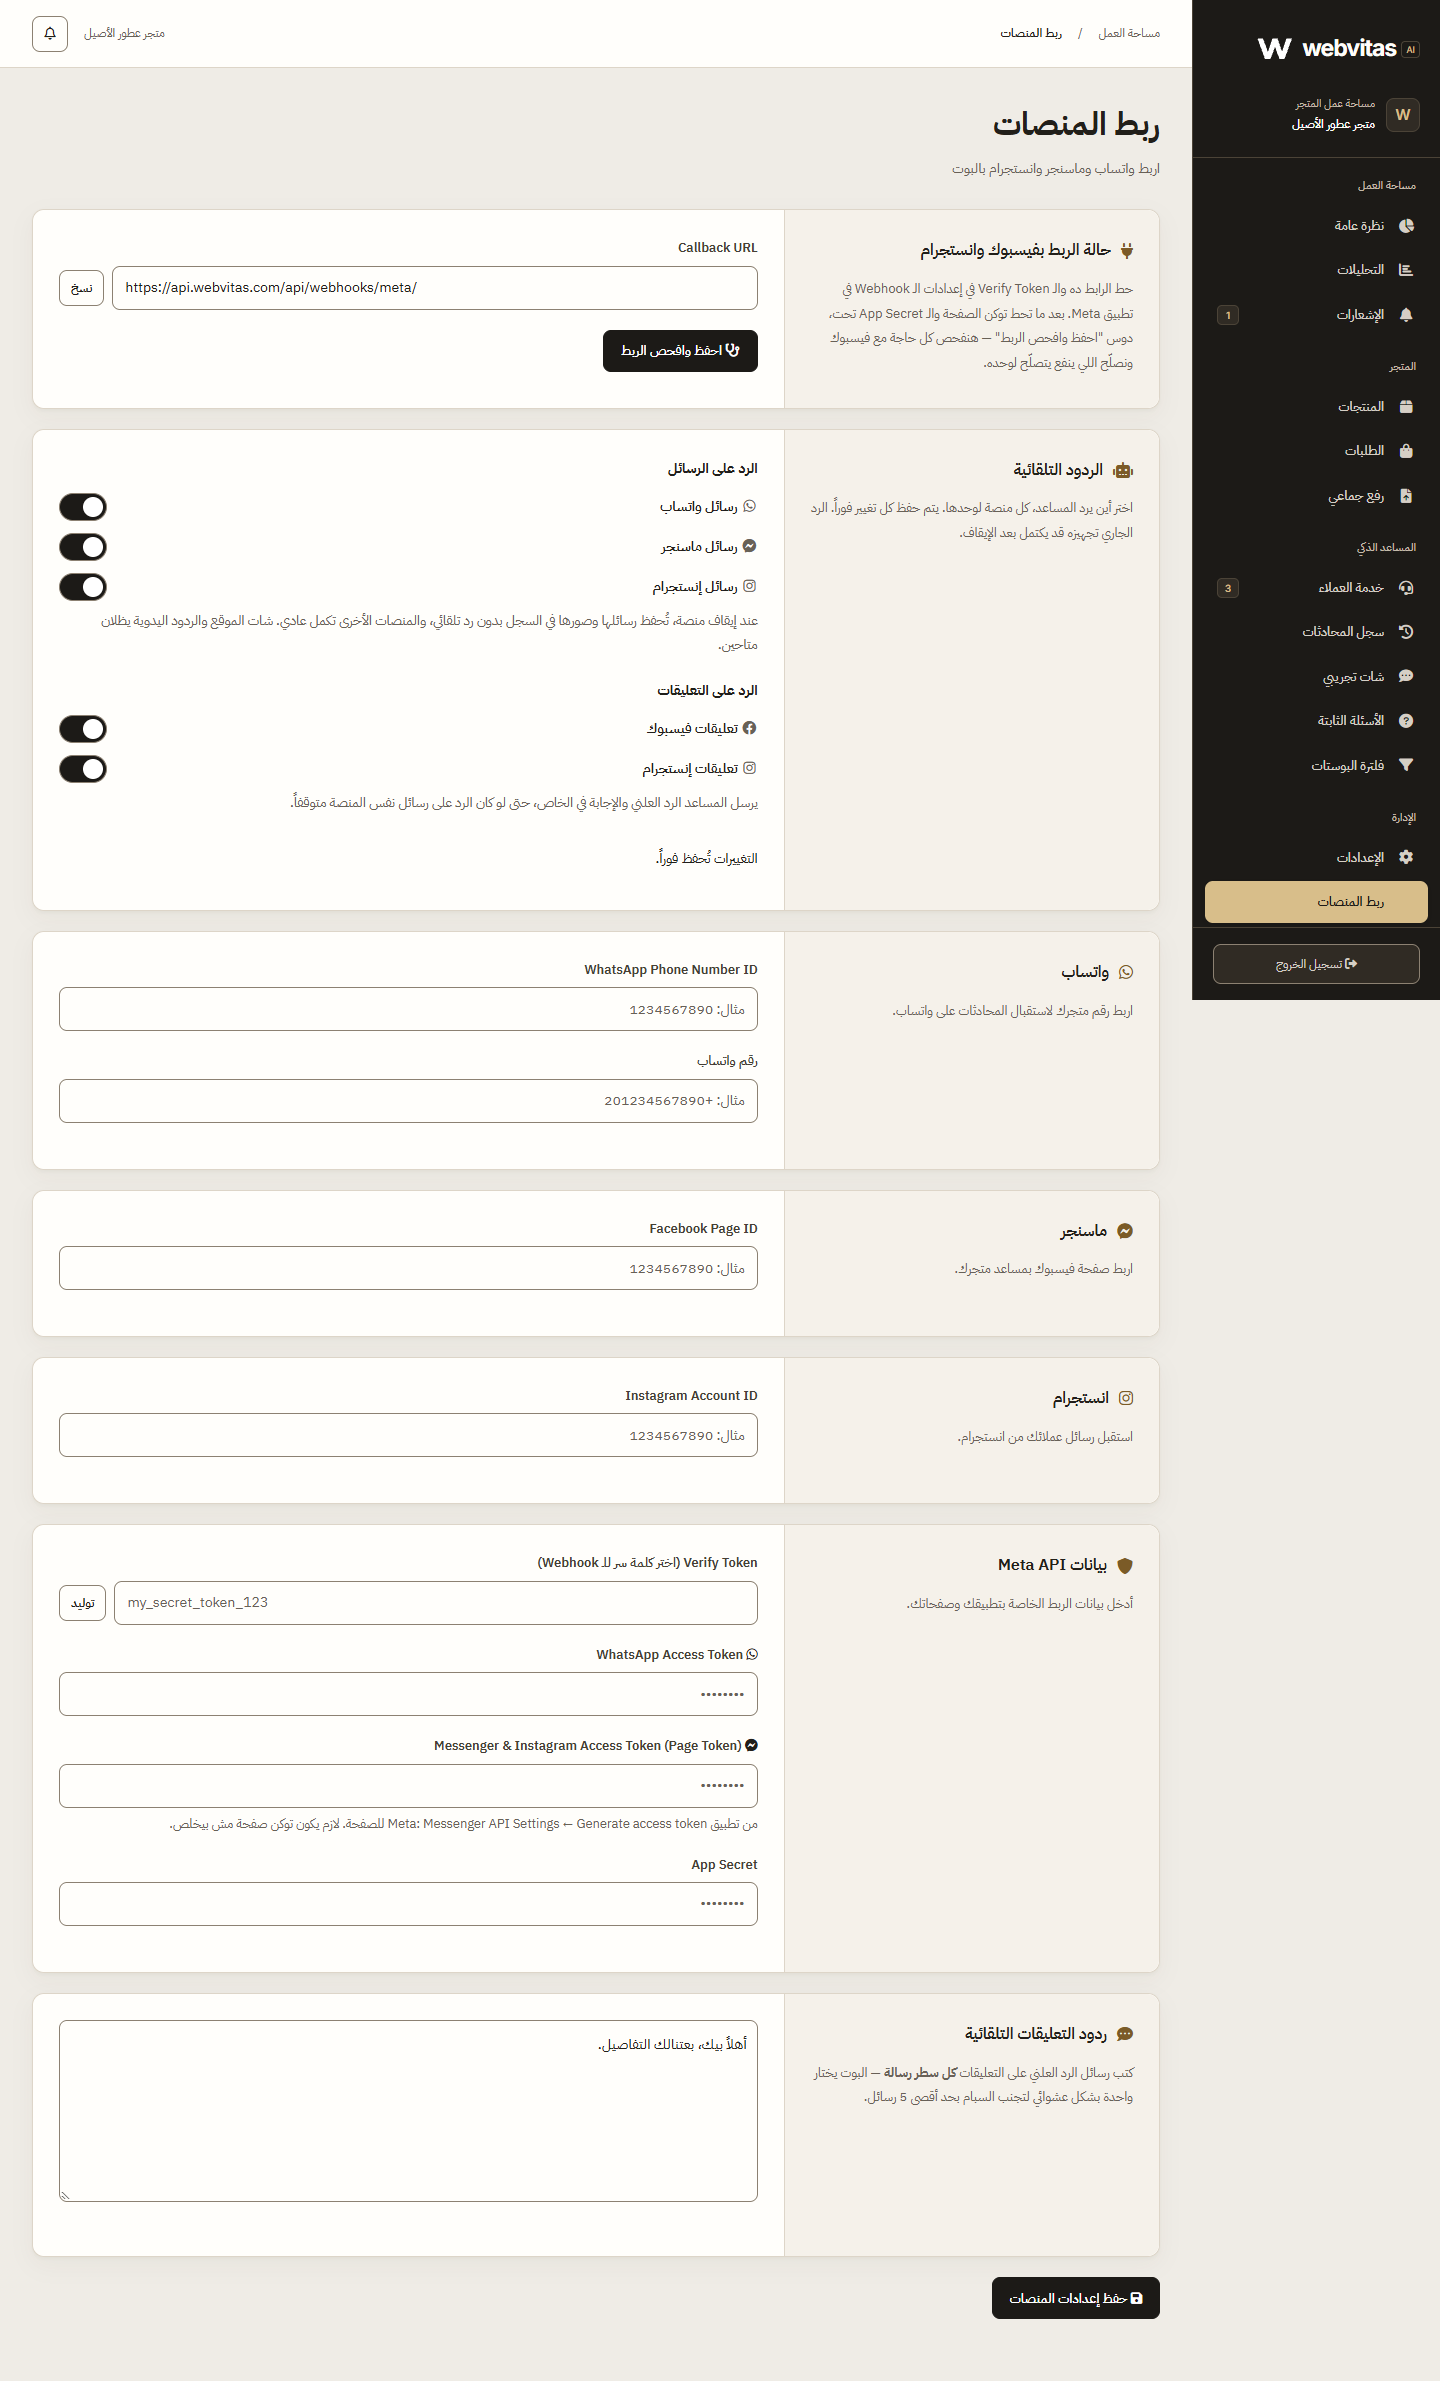 webvitas AI
W
مساحة عمل المتجر
متجر عطور الأصيل
مساحة العمل
نظرة عامة
التحليلات
الإشعارات 1
المتجر
المنتجات
الطلبات
رفع جماعي
المساعد الذكي
خدمة العملاء 3
سجل المحادثات
شات تجريبي
الأسئلة الثابتة
فلترة البوستات
الإدارة
الإعدادات
ربط المنصات
تسجيل الخروج
مساحة العمل / ربط المنصات
متجر عطور الأصيل
ربط المنصات
اربط واتساب وماسنجر وانستجرام بالبوت
حالة الربط بفيسبوك وانستجرام
حط الرابط ده والـ Verify Token في إعدادات الـ Webhook في
تطبيق Meta. بعد ما تحط توكن الصفحة والـ App Secret تحت،
دوس "احفظ وافحص الربط" — هنفحص كل حاجة مع فيسبوك
ونصلّح اللي ينفع يتصلّح لوحده.
Callback URL
https://api.webvitas.com/api/webhooks/meta/
نسخ
احفظ وافحص الربط
الردود التلقائية
اختر أين يرد المساعد، كل منصة لوحدها. يتم حفظ كل تغيير فوراً. الرد
الجاري تجهيزه قد يكتمل بعد الإيقاف.
الرد على الرسائل
رسائل واتساب
رسائل ماسنجر
رسائل إنستجرام
عند إيقاف منصة، تُحفظ رسائلها وصورها في السجل بدون رد تلقائي، والمنصات الأخرى تكمل عادي. شات الموقع والردود اليدوية يظلان
متاحين.
الرد على التعليقات
تعليقات فيسبوك
تعليقات إنستجرام
يرسل المساعد الرد العلني والإجابة في الخاص، حتى لو كان الرد على رسائل نفس المنصة متوقفاً.
التغييرات تُحفظ فوراً.
واتساب
اربط رقم متجرك لاستقبال المحادثات على واتساب.
WhatsApp Phone Number ID
مثال: 1234567890
رقم واتساب
مثال: +201234567890
ماسنجر
اربط صفحة فيسبوك بمساعد متجرك.
Facebook Page ID
مثال: 1234567890
انستجرام
استقبل رسائل عملائك من انستجرام.
Instagram Account ID
مثال: 1234567890
بيانات Meta API
أدخل بيانات الربط الخاصة بتطبيقك وصفحاتك.
Verify Token (اختر كلمة سر للـ Webhook)
my_secret_token_123
توليد
WhatsApp Access Token
••••••••
Messenger & Instagram Access Token (Page Token)
••••••••
من تطبيق Meta: Messenger API Settings ← Generate access token للصفحة. لازم يكون توكن صفحة مش بيخلص.
App Secret
••••••••
ردود التعليقات التلقائية
كتب رسائل الرد العلني على التعليقات كل سطر رسالة — البوت يختار
واحدة بشكل عشوائي لتجنب السبام بحد أقصى 5 رسائل.
أهلاً بيك، بعتنالك التفاصيل.
حفظ إعدادات المنصات